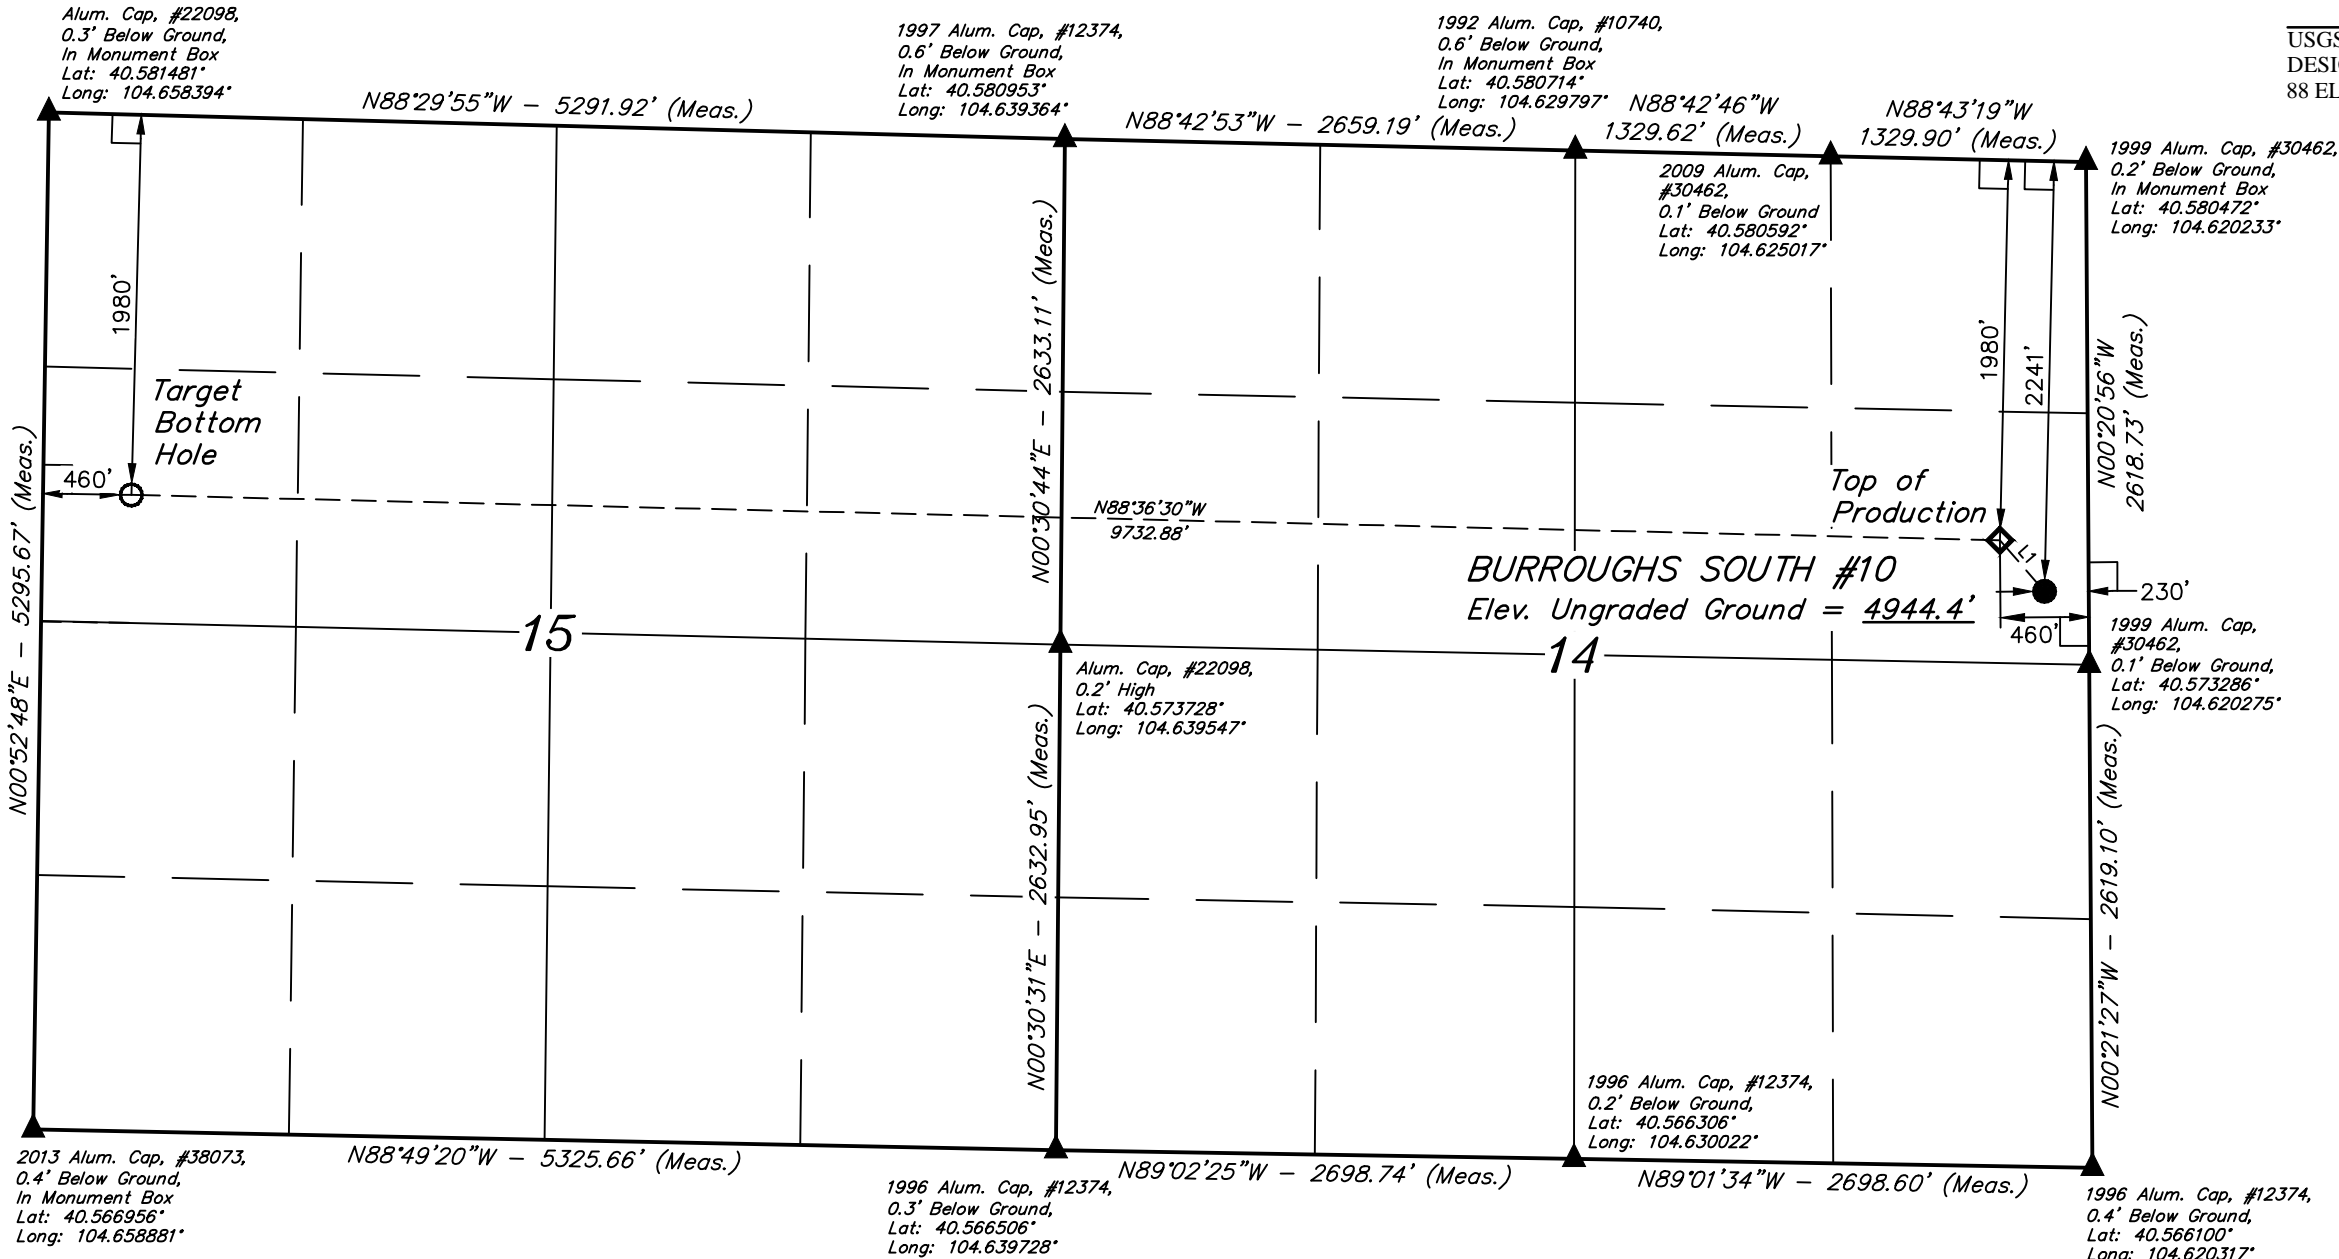 Alum. Cap, #22098,
0.3' Below Ground,
In Monument Box
Lat: 40.581481°
Long: 104.658394°
N88°29'55"W - 5291.92' (Meas.)
1997 Alum. Cap, #12374,
0.6' Below Ground,
In Monument Box
Lat: 40.580953°
Long: 104.639364°
N88°42'53"W - 2659.19' (Meas.)
1992 Alum. Cap, #10740,
0.6' Below Ground,
In Monument Box
Lat: 40.580714°
Long: 104.629797°
N88°42'46"W
1329.62' (Meas.)
N88°43'19"W
1329.90' (Meas.)
USGS
88 EL
1999 Alum. Cap, #30462,
0.2' Below Ground,
In Monument Box
Lat: 40.580472°
Long: 104.620233°
2009 Alum. Cap,
#30462,
0.1' Below Ground
Lat: 40.580592°
Long: 104.625017°
1980'
Target
Bottom
Hole
460'
N00°52'48"E - 5295.67' (Meas.)
N00°30'44"E - 2633.11' (Meas.)
N88°36'30"W
9732.88'
1980'
2241'
N00°20'56"W
2618.73' (Meas.)
Top of
Production
L1
BURROUGHS SOUTH #10
Elev. Ungraded Ground = 4944.4'
230'
460'
15
14
1999 Alum. Cap,
#30462,
0.1' Below Ground,
Lat: 40.573286°
Long: 104.620275°
Alum. Cap, #22098,
0.2' High
Lat: 40.573728°
Long: 104.639547°
N00°30'31"E - 2632.95' (Meas.)
N00°21'27"W - 2619.10' (Meas.)
1996 Alum. Cap, #12374,
0.2' Below Ground,
Lat: 40.566306°
Long: 104.630022°
2013 Alum. Cap, #38073,
0.4' Below Ground,
In Monument Box
Lat: 40.566956°
Long: 104.658881°
N88°49'20"W - 5325.66' (Meas.)
1996 Alum. Cap, #12374,
0.3' Below Ground,
Lat: 40.566506°
Long: 104.639728°
N89°02'25"W - 2698.74' (Meas.)
N89°01'34"W - 2698.60' (Meas.)
1996 Alum. Cap, #12374,
0.4' Below Ground,
Lat: 40.566100°
Long: 104.620317°